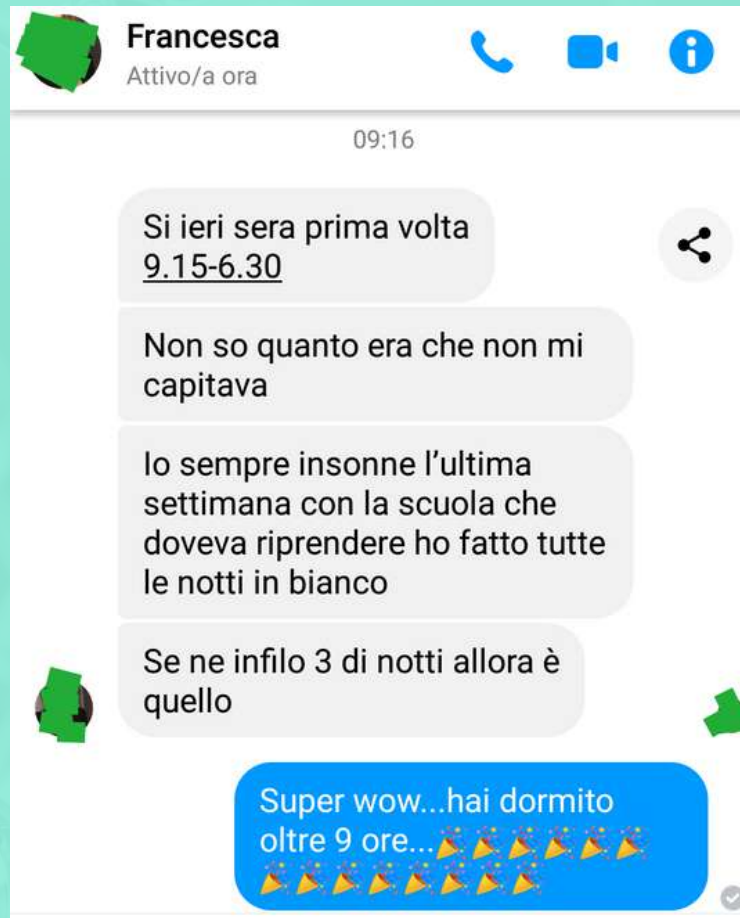 Francesca
Attivo/a ora
09:16
Si ieri sera prima volta
9.15-6.30
Non so quanto era che non mi
capitava
Io sempre insonne l'ultima
settimana con la scuola che
doveva riprendere ho fatto tutte
le notti in bianco
Se ne infilo 3 di notti allora è
quello
Super wow...hai dormito
oltre 9 ore...🎉🎉🎉🎉🎉🎉
🎉🎉🎉🎉🎉🎉🎉🎉